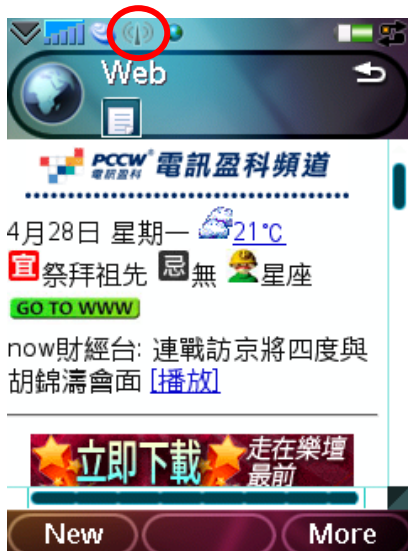 Web
PCCW 電訊盈科 電訊盈科頻道
4月28日 星期一 21°C
宜 祭拜祖先 忌 無 星座
GO TO WWW
now財經台: 連戰訪京將四度與
胡錦濤會面 [播放]
立即下載 走在樂壇
最前
New More